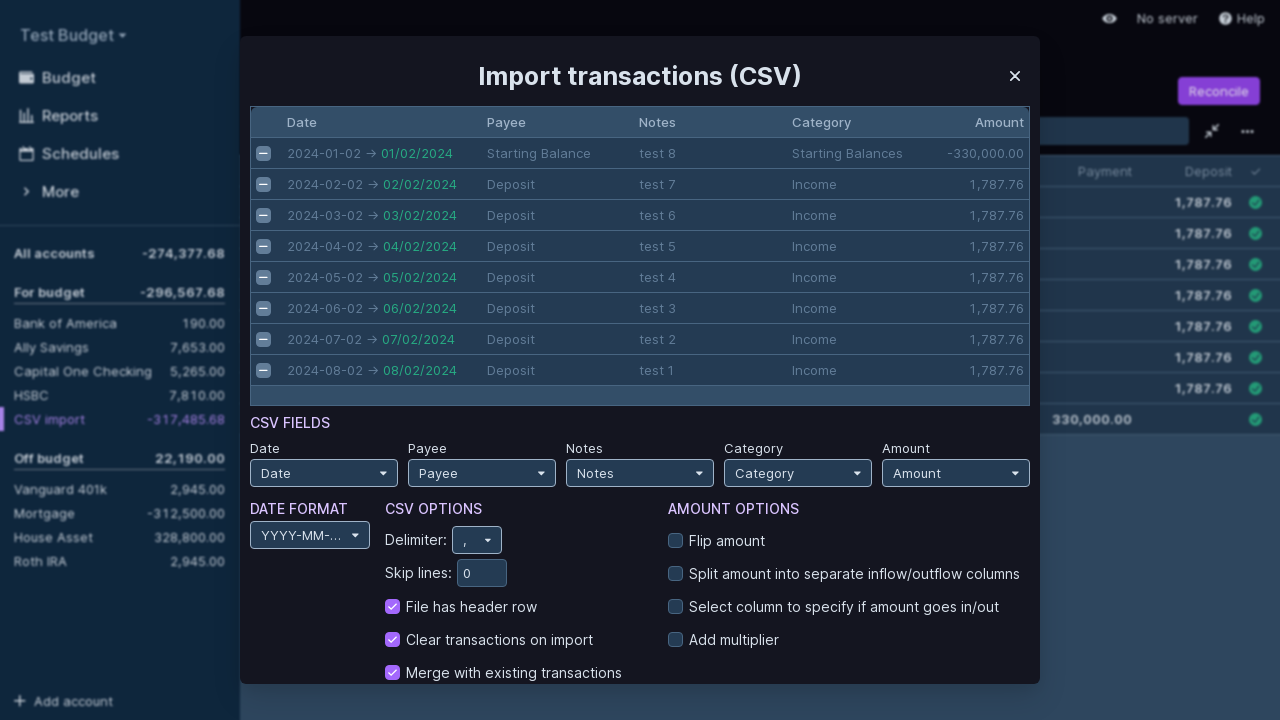 Test Budget
Budget
Reports
Schedules
More
All accounts -274,377.68
For budget -296,567.68
Bank of America 190.00
Ally Savings 7,653.00
Capital One Checking 5,265.00
HSBC 7,810.00
CSV import -317,485.68
Off budget 22,190.00
Vanguard 401k 2,945.00
Mortgage -312,500.00
House Asset 328,800.00
Roth IRA 2,945.00
Add account
No server Help
Reconcile
Payment Deposit
1,787.76
1,787.76
1,787.76
1,787.76
1,787.76
1,787.76
1,787.76
330,000.00
Import transactions (CSV)
Date Payee Notes Category Amount
2024-01-02 → 01/02/2024 Starting Balance test 8 Starting Balances -330,000.00
2024-02-02 → 02/02/2024 Deposit test 7 Income 1,787.76
2024-03-02 → 03/02/2024 Deposit test 6 Income 1,787.76
2024-04-02 → 04/02/2024 Deposit test 5 Income 1,787.76
2024-05-02 → 05/02/2024 Deposit test 4 Income 1,787.76
2024-06-02 → 06/02/2024 Deposit test 3 Income 1,787.76
2024-07-02 → 07/02/2024 Deposit test 2 Income 1,787.76
2024-08-02 → 08/02/2024 Deposit test 1 Income 1,787.76
CSV FIELDS
Date Payee Notes Category Amount
Date Payee Notes Category Amount
DATE FORMAT
YYYY-MM-...
CSV OPTIONS
Delimiter: ,
Skip lines: 0
File has header row
Clear transactions on import
Merge with existing transactions
AMOUNT OPTIONS
Flip amount
Split amount into separate inflow/outflow columns
Select column to specify if amount goes in/out
Add multiplier